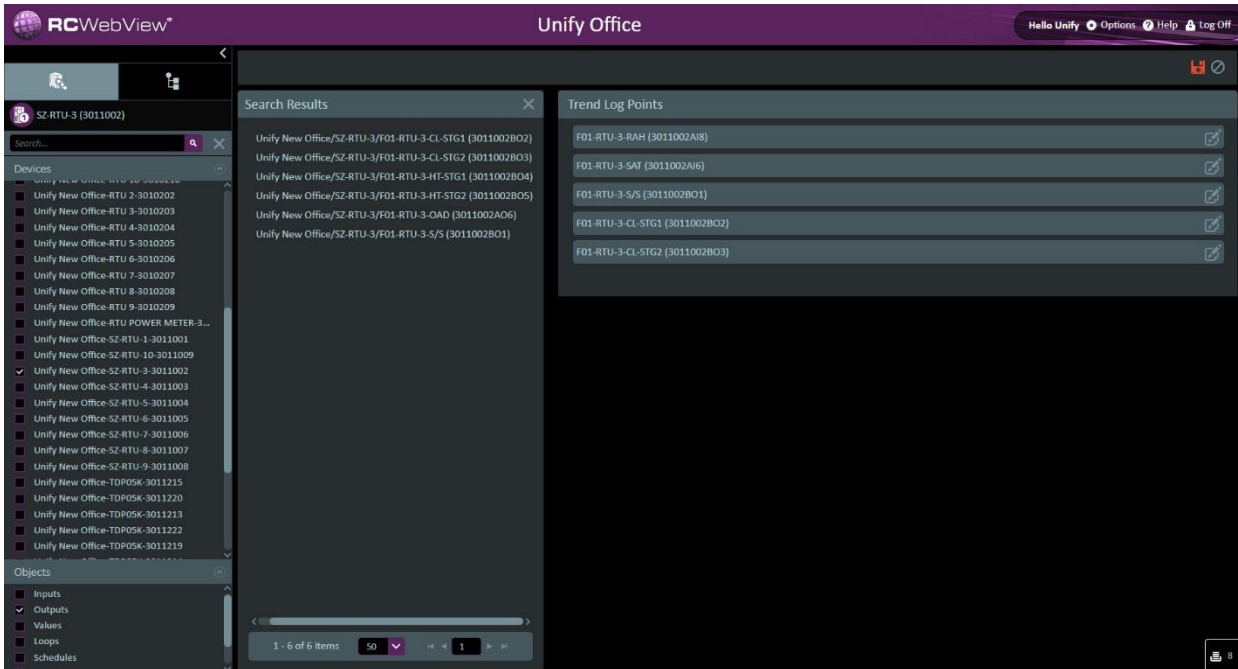 RCWebView®
Unify Office
Hello Unify Options Help Log Off
SZ-RTU-3 (3011002)
Search...
Devices
Unify New Office-RTU 2-3010202
Unify New Office-RTU 3-3010203
Unify New Office-RTU 4-3010204
Unify New Office-RTU 5-3010205
Unify New Office-RTU 6-3010206
Unify New Office-RTU 7-3010207
Unify New Office-RTU 8-3010208
Unify New Office-RTU 9-3010209
Unify New Office-RTU POWER METER-3...
Unify New Office-SZ-RTU-1-3011001
Unify New Office-SZ-RTU-10-3011009
Unify New Office-SZ-RTU-3-3011002
Unify New Office-SZ-RTU-4-3011003
Unify New Office-SZ-RTU-5-3011004
Unify New Office-SZ-RTU-6-3011005
Unify New Office-SZ-RTU-7-3011006
Unify New Office-SZ-RTU-8-3011007
Unify New Office-SZ-RTU-9-3011008
Unify New Office-TDP05K-3011215
Unify New Office-TDP05K-3011220
Unify New Office-TDP05K-3011213
Unify New Office-TDP05K-3011222
Unify New Office-TDP05K-3011219
Objects
Inputs
Outputs
Values
Loops
Schedules
Search Results
Unify New Office/SZ-RTU-3/F01-RTU-3-CL-STG1 (3011002BO2)
Unify New Office/SZ-RTU-3/F01-RTU-3-CL-STG2 (3011002BO3)
Unify New Office/SZ-RTU-3/F01-RTU-3-HT-STG1 (3011002BO4)
Unify New Office/SZ-RTU-3/F01-RTU-3-HT-STG2 (3011002BO5)
Unify New Office/SZ-RTU-3/F01-RTU-3-OAD (3011002AO6)
Unify New Office/SZ-RTU-3/F01-RTU-3-S/S (3011002BO1)
1 - 6 of 6 items 50 1
Trend Log Points
F01-RTU-3-RAH (3011002AI8)
F01-RTU-3-SAT (3011002AI6)
F01-RTU-3-S/S (3011002BO1)
F01-RTU-3-CL-STG1 (3011002BO2)
F01-RTU-3-CL-STG2 (3011002BO3)
8